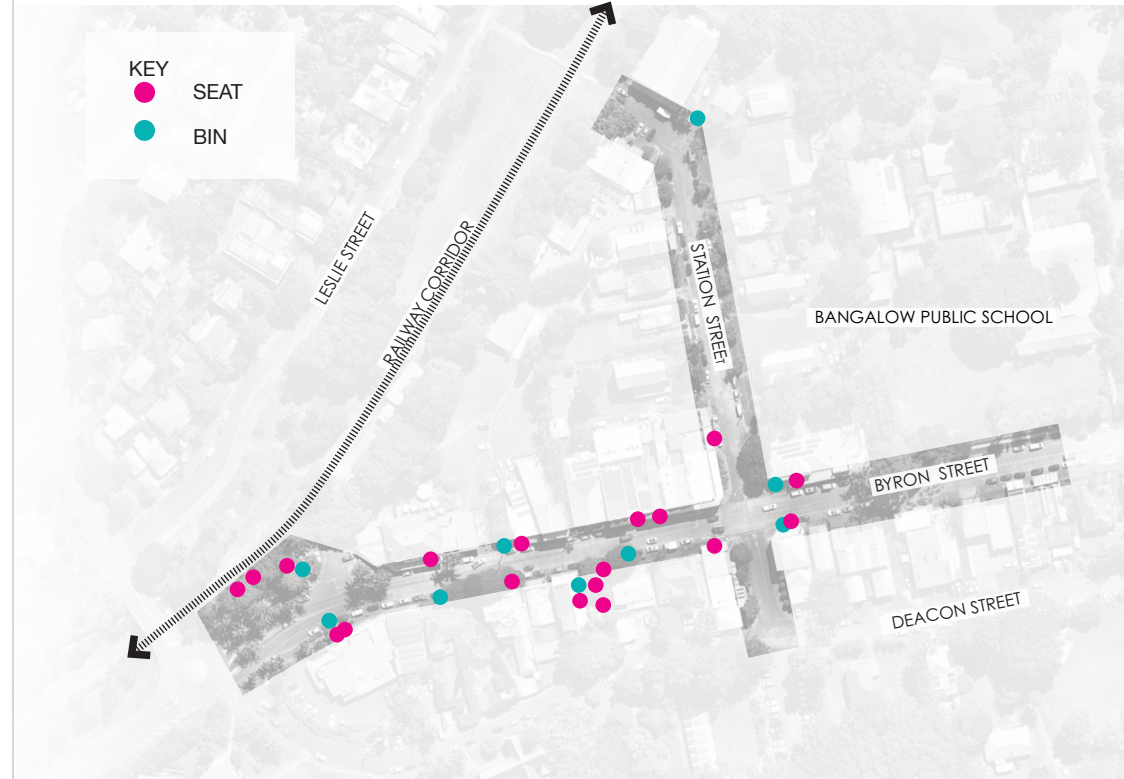 KEY
SEAT
BIN
LESLIE STREET
RAILWAY CORRIDOR
STATION STREET
BANGALOW PUBLIC SCHOOL
BYRON STREET
DEACON STREET